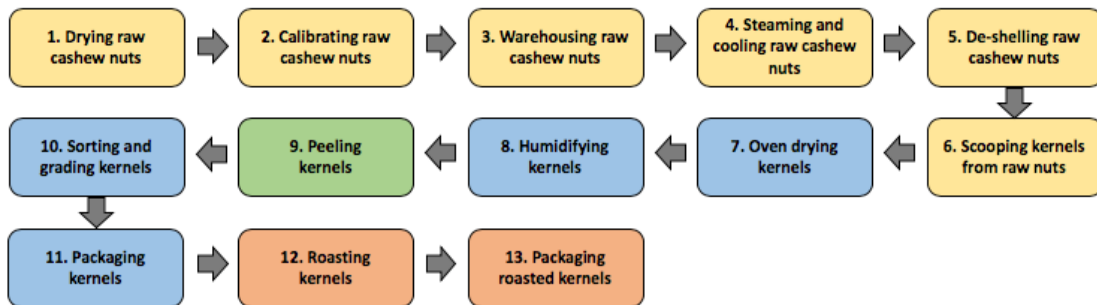 1. Drying raw
cashew nuts
2. Calibrating raw
cashew nuts
3. Warehousing raw
cashew nuts
4. Steaming and
cooling raw cashew
nuts
5. De-shelling raw
cashew nuts
6. Scooping kernels
from raw nuts
7. Oven drying
kernels
8. Humidifying
kernels
9. Peeling
kernels
10. Sorting and
grading kernels
11. Packaging
kernels
12. Roasting
kernels
13. Packaging
roasted kernels